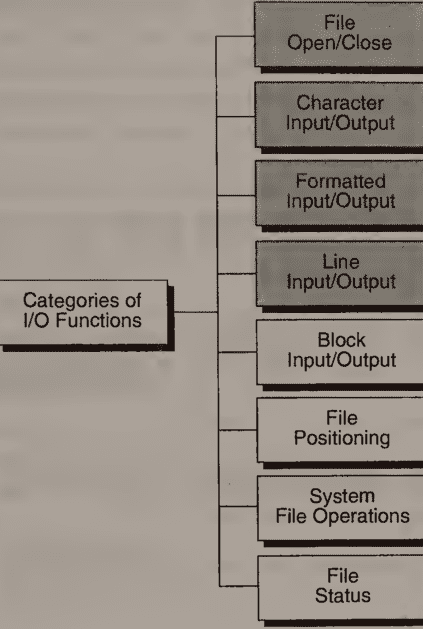 File
Open/Close
Character
Input/Output
Formatted
Input/Output
Line
Input/Output
Categories of
I/O Functions
Block
Input/Output
File
Positioning
System
File Operations
File
Status